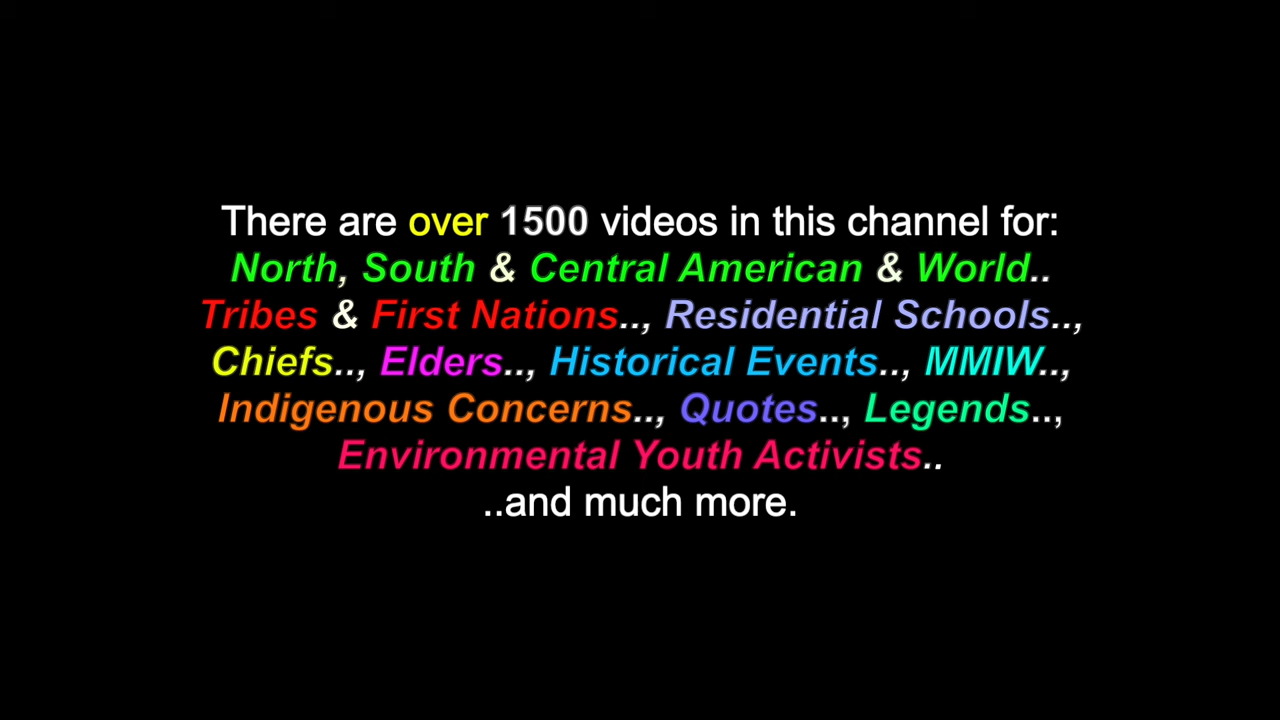 There are over 1500 videos in this channel for:
North, South & Central American & World..
Tribes & First Nations.., Residential Schools..,
Chiefs.., Elders.., Historical Events.., MMIW..,
Indigenous Concerns.., Quotes.., Legends..,
Environmental Youth Activists..
..and much more.